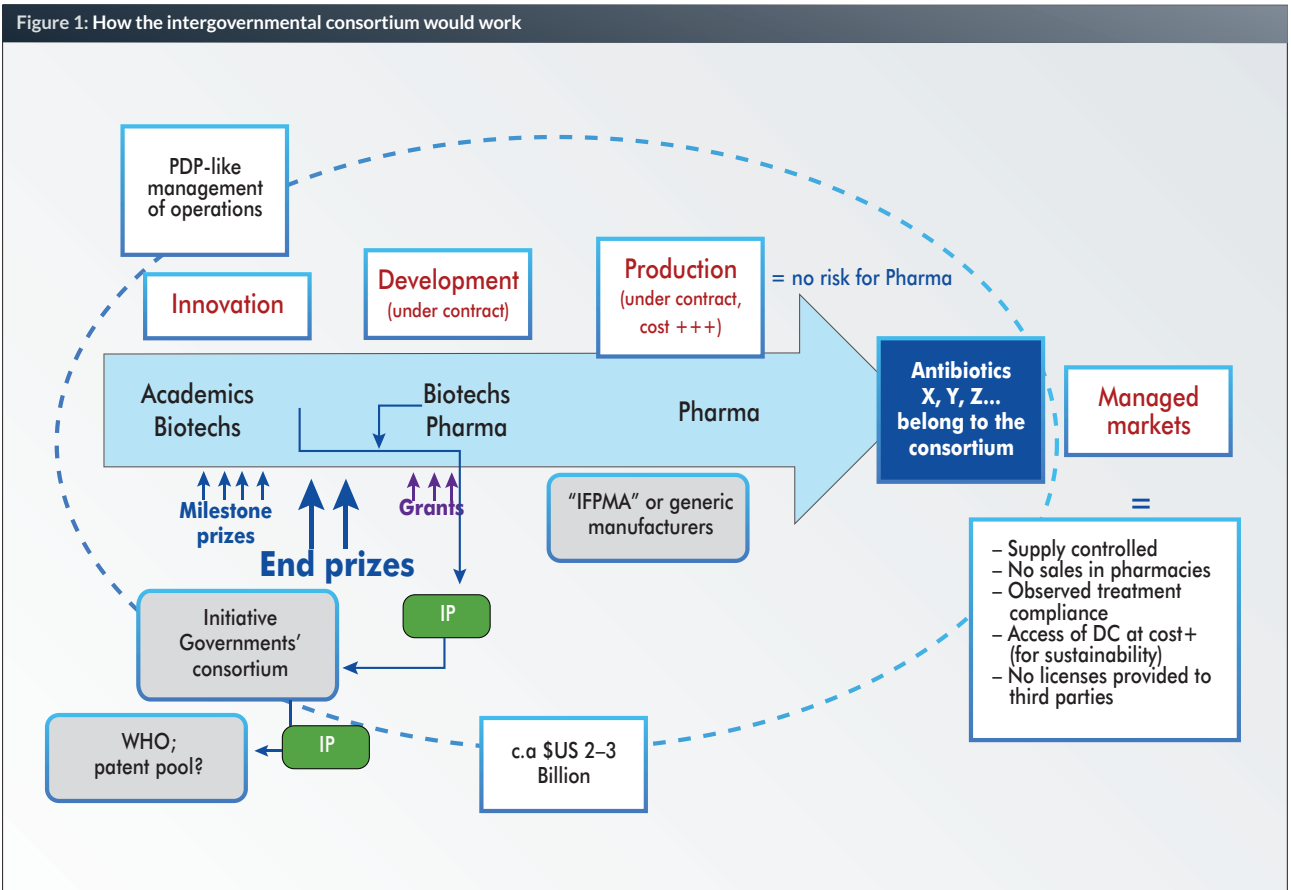 Figure 1: How the intergovernmental consortium would work
PDP-like
management
of operations
Innovation
Development
(under contract)
Production
(under contract,
cost +++)
= no risk for Pharma
Academics
Biotechs
Biotechs
Pharma
Pharma
Antibiotics
X, Y, Z...
belong to the
consortium
Managed
markets
=
– Supply controlled
– No sales in pharmacies
– Observed treatment
compliance
– Access of DC at cost+
(for sustainability)
– No licenses provided to
third parties
Milestone
prizes
End prizes
Grants
"IFPMA" or generic
manufacturers
IP
Initiative
Governments'
consortium
IP
WHO;
patent pool?
c.a $US 2–3
Billion